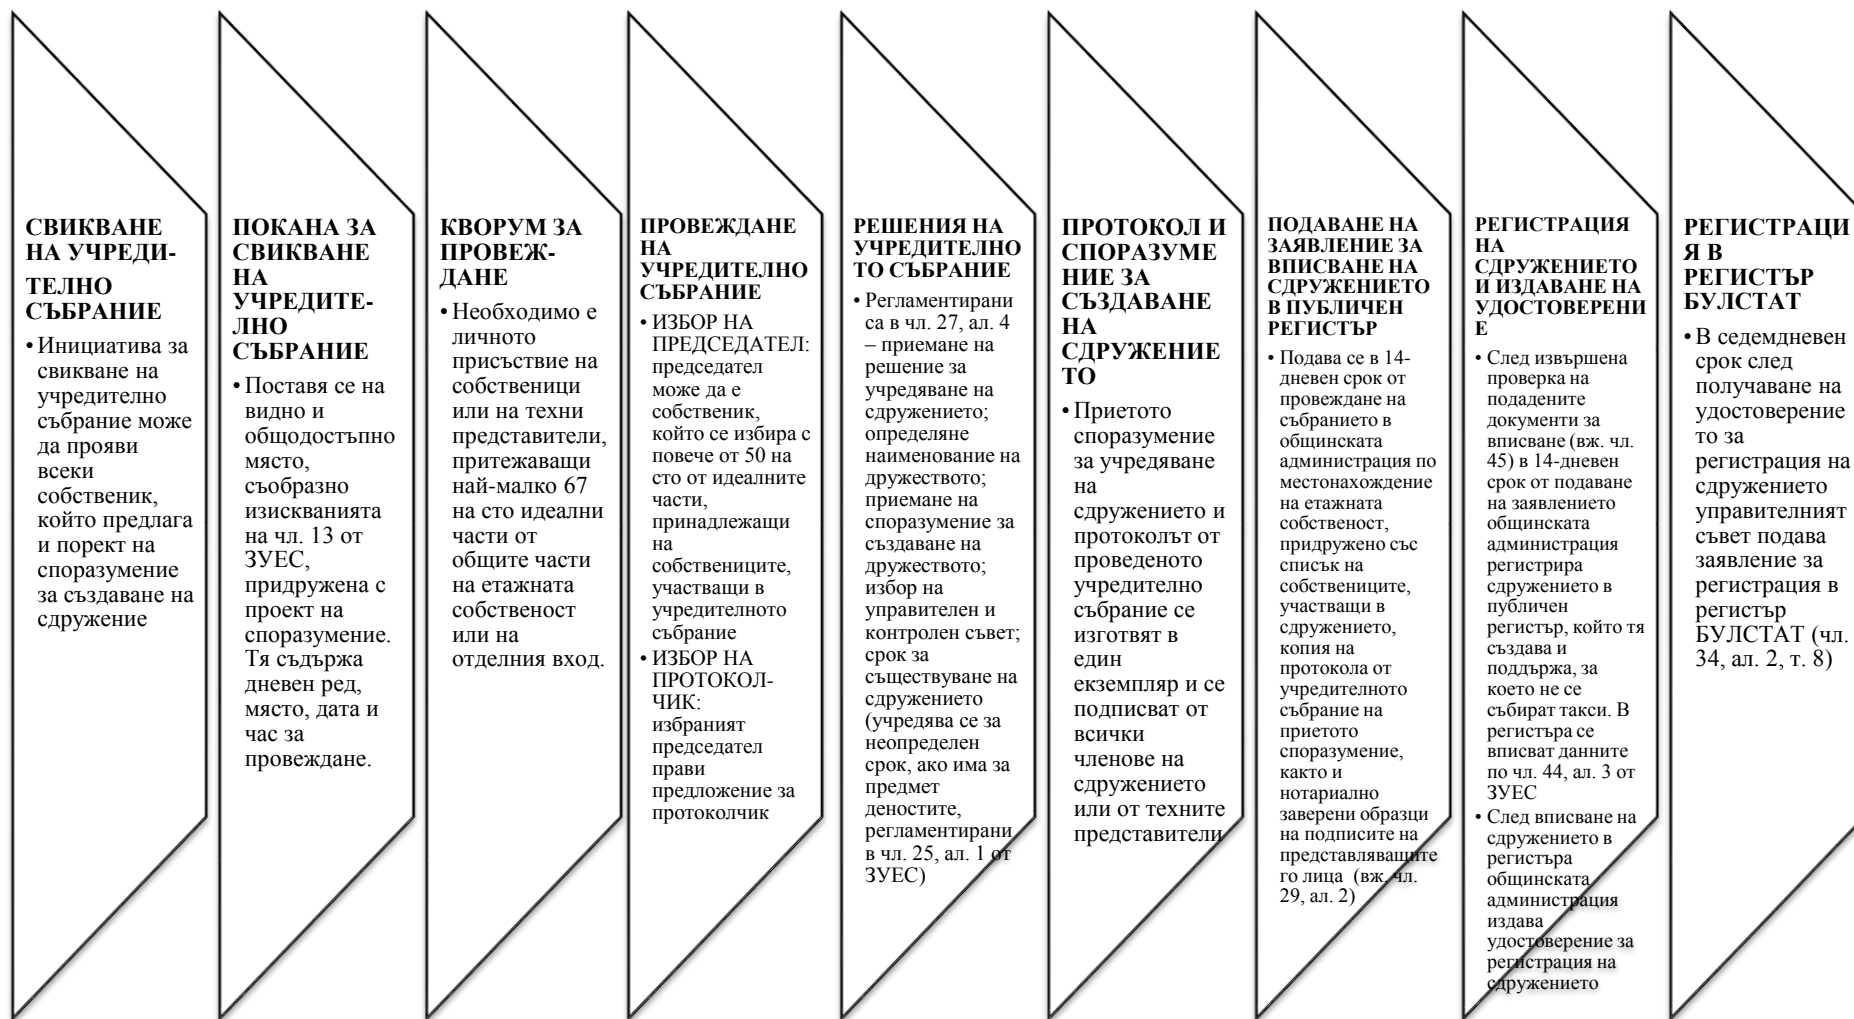 СВИКВАНЕ
НА УЧРЕДИ-
ТЕЛНО
СЪБРАНИЕ
• Инициатива за
свикване на
учредително
събрание може
да прояви
всеки
собственик,
който предлага
и порект на
споразумение
за създаване на
сдружение
ПОКАНА ЗА
СВИКВАНЕ
НА
УЧРЕДИТЕ-
ЛНО
СЪБРАНИЕ
• Поставя се на
видно и
общодостъпно
място,
съобразно
изискванията
на чл. 13 от
ЗУЕС,
придружена с
проект на
споразумение.
Тя съдържа
дневен ред,
място, дата и
час за
провеждане.
КВОРУМ ЗА
ПРОВЕЖ-
ДАНЕ
• Необходимо е
личното
присъствие на
собственици
или на техни
представители,
притежаващи
най-малко 67
на сто идеални
части от
общите части
на етажната
собственост
или на
отделния вход.
ПРОВЕЖДАНЕ
НА
УЧРЕДИТЕЛНО
СЪБРАНИЕ
• ИЗБОР НА
ПРЕДСЕДАТЕЛ:
председател
може да е
собственик,
който се избира с
повече от 50 на
сто от идеалните
части,
принадлежащи
на
собствениците,
участващи в
учредителното
събрание
• ИЗБОР НА
ПРОТОКОЛ-
ЧИК:
избраният
председател
прави
предложение за
протоколчик
РЕШЕНИЯ НА
УЧРЕДИТЕЛНО
ТО СЪБРАНИЕ
• Регламентирани
са в чл. 27, ал. 4
– приемане на
решение за
учредяване на
сдружението;
определяне
наименование на
дружеството;
приемане на
споразумение за
създаване на
дружеството;
избор на
управителен и
контролен съвет;
срок за
съществуване на
сдружението
(учредява се за
неопределен
срок, ако има за
предмет
деностите,
регламентирани
в чл. 25, ал. 1 от
ЗУЕС)
ПРОТОКОЛ И
СПОРАЗУМЕ
НИЕ ЗА
СЪЗДАВАНЕ
НА
СДРУЖЕНИЕ
ТО
• Приетото
споразумение
за учредяване
на
сдружението и
протоколът от
проведеното
учредително
събрание се
изготвят в
един
екземпляр и се
подписват от
всички
членове на
сдружението
или от техните
представители
ПОДАВАНЕ НА
ЗАЯВЛЕНИЕ ЗА
ВПИСВАНЕ НА
СДРУЖЕНИЕТО
В ПУБЛИЧЕН
РЕГИСТЪР
• Подава се в 14-
дневен срок от
провеждане на
събранието в
общинската
администрация по
местонахождение
на етажната
собственост,
придружено със
списък на
собствениците,
участващи в
сдружението,
копия на
протокола от
учредителното
събрание на
приетото
споразумение,
както и
нотариално
заверени образци
на подписите на
представляващите
го лица (вж. чл.
29, ал. 2)
РЕГИСТРАЦИЯ
НА
СДРУЖЕНИЕТО
И ИЗДАВАНЕ НА
УДОСТОВЕРЕНИ
Е
• След извършена
проверка на
подадените
документи за
вписване (вж. чл.
45) в 14-дневен
срок от подаване
на заявлението
общинската
администрация
регистрира
сдружението в
публичен
регистър, който тя
създава и
поддържа, за
което не се
събират такси. В
регистъра се
вписват данните
по чл. 44, ал. 3 от
ЗУЕС
• След вписване на
сдружението в
регистъра
общинската
администрация
издава
удостоверение за
регистрация на
сдружението
РЕГИСТРАЦИ
Я В
РЕГИСТЪР
БУЛСТАТ
• В седемдневен
срок след
получаване на
удостоверение
то за
регистрация на
сдружението
управителният
съвет подава
заявление за
регистрация в
регистър
БУЛСТАТ (чл.
34, ал. 2, т. 8)